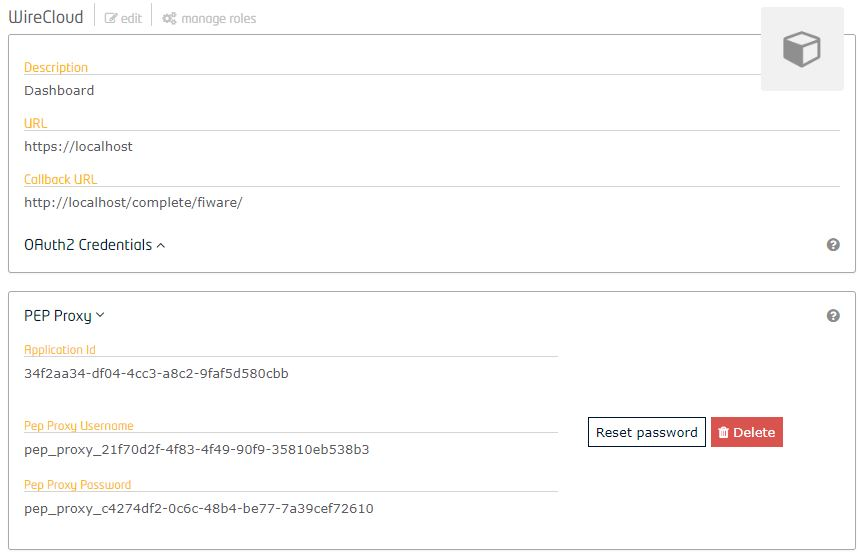 WireCloud edit manage roles
Description
Dashboard
URL
https://localhost
Callback URL
http://localhost/complete/fiware/
OAuth2 Credentials
PEP Proxy
Application Id
34f2aa34-df04-4cc3-a8c2-9faf5d580cbb
Pep Proxy Username
pep_proxy_21f70d2f-4f83-4f49-90f9-35810eb538b3
Reset password Delete
Pep Proxy Password
pep_proxy_c4274df2-0c6c-48b4-be77-7a39cef72610